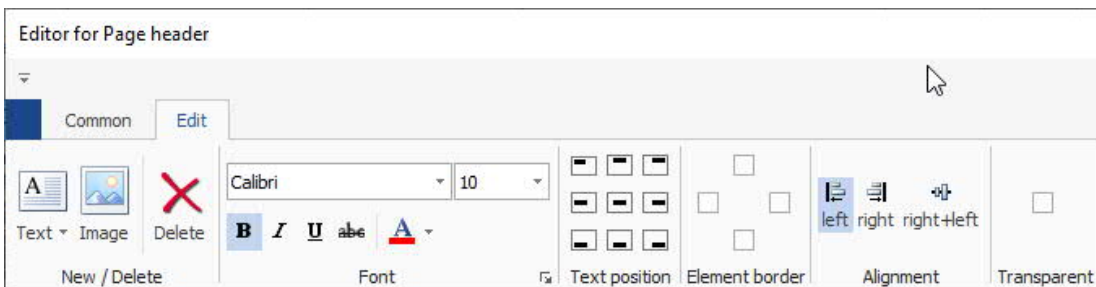 Editor for Page header
Common Edit
Calibri 10
Text Image Delete B I U abc A left right right+left
New / Delete Font Text position Element border Alignment Transparent